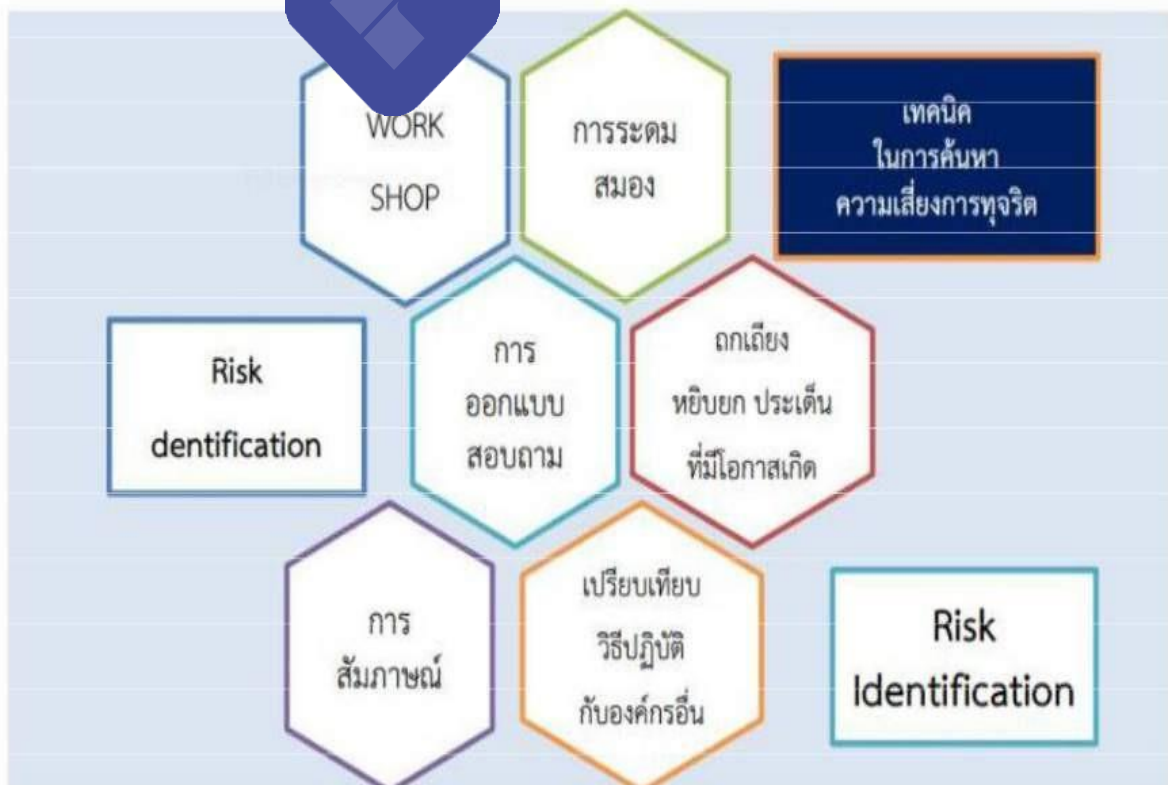 WORK
SHOP
การระดม
สมอง
เทคนิค
ในการค้นหา
ความเสี่ยงการทุจริต
Risk
dentification
การ
ออกแบบ
สอบถาม
ถกเถียง
หยิบยก ประเด็น
ที่มีโอกาสเกิด
การ
สัมภาษณ์
เปรียบเทียบ
วิธีปฏิบัติ
กับองค์กรอื่น
Risk
Identification